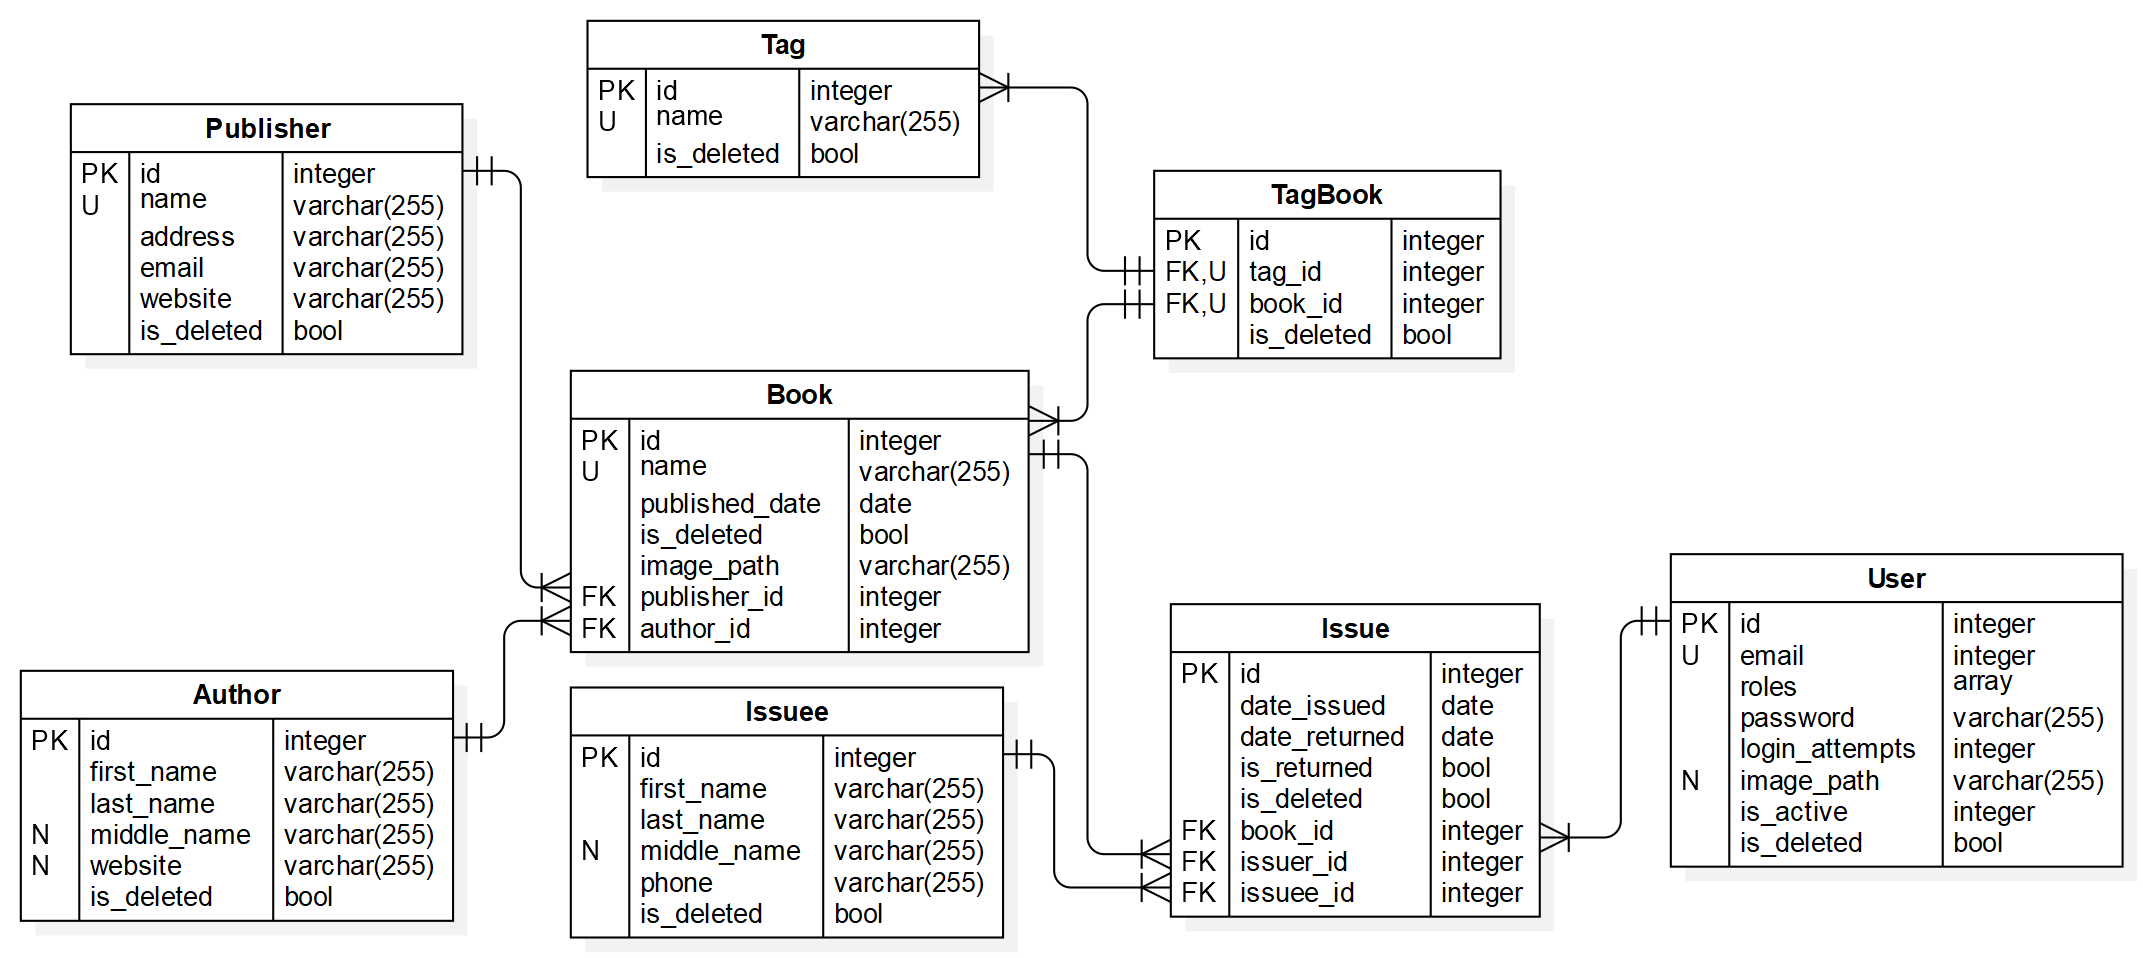 Tag
PK id integer
U name varchar(255)
is_deleted bool
Publisher
PK id integer
U name varchar(255)
address varchar(255)
email varchar(255)
website varchar(255)
is_deleted bool
TagBook
PK id integer
FK,U tag_id integer
FK,U book_id integer
is_deleted bool
Book
PK id integer
U name varchar(255)
published_date date
is_deleted bool
image_path varchar(255)
FK publisher_id integer
FK author_id integer
User
PK id integer
U email integer
roles array
password varchar(255)
login_attempts integer
N image_path varchar(255)
is_active integer
is_deleted bool
Issue
PK id integer
date_issued date
date_returned date
is_returned bool
is_deleted bool
FK book_id integer
FK issuer_id integer
FK issuee_id integer
Author
PK id integer
first_name varchar(255)
last_name varchar(255)
N middle_name varchar(255)
N website varchar(255)
is_deleted bool
Issuee
PK id integer
first_name varchar(255)
last_name varchar(255)
N middle_name varchar(255)
phone varchar(255)
is_deleted bool